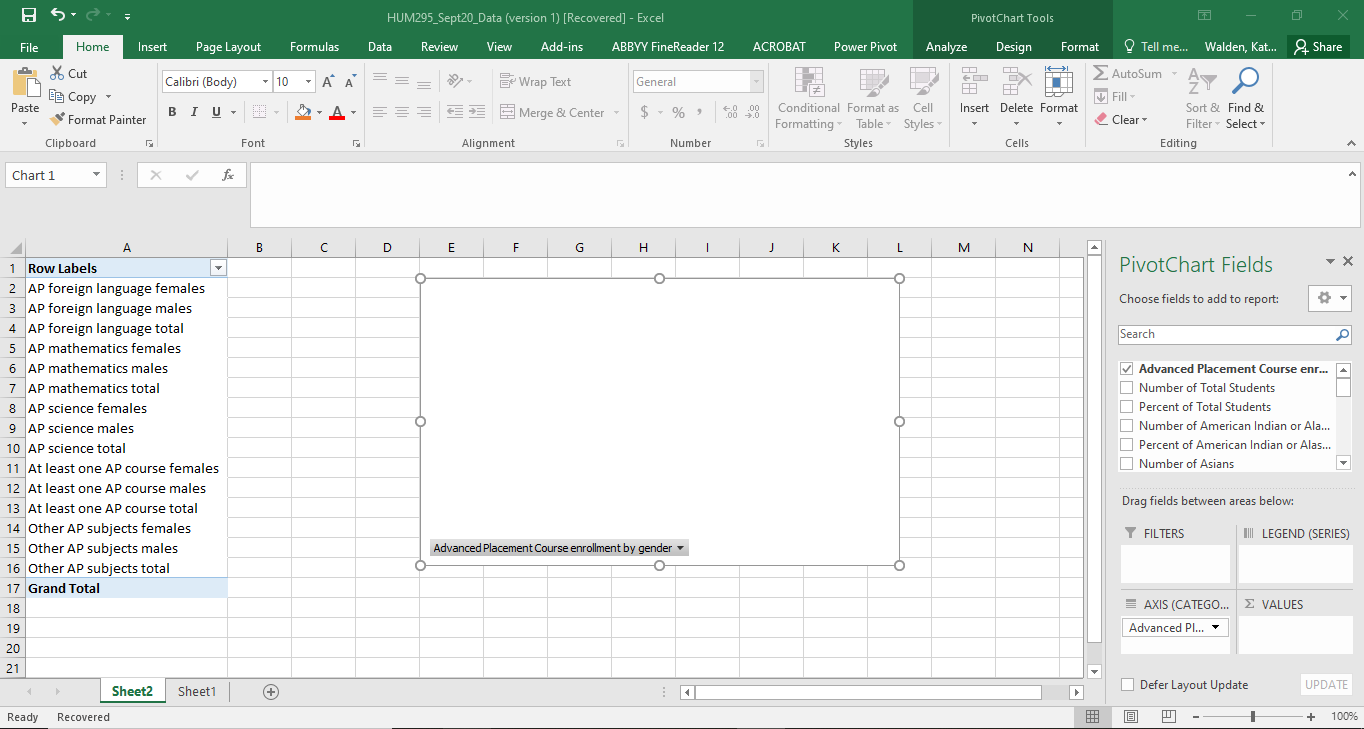 HUM295_Sept20_Data (version 1) [Recovered] - Excel
PivotChart Tools
File Home Insert Page Layout Formulas Data Review View Add-ins ABBYY FineReader 12 ACROBAT Power Pivot Analyze Design Format Tell me... Walden, Kat... Share
Paste
Cut
Copy
Format Painter
Clipboard
Calibri (Body) 10 A A
B I U A
Font
Wrap Text
Merge & Center
Alignment
General
$ % ,
.00 .0
Number
Conditional Formatting
Format as Table
Cell Styles
Styles
Insert Delete Format
Cells
AutoSum
Fill
Clear
Sort & Filter
Find & Select
Editing
Chart 1
fx
A B C D E F G H I J K L M N
1 Row Labels
2 AP foreign language females
3 AP foreign language males
4 AP foreign language total
5 AP mathematics females
6 AP mathematics males
7 AP mathematics total
8 AP science females
9 AP science males
10 AP science total
11 At least one AP course females
12 At least one AP course males
13 At least one AP course total
14 Other AP subjects females
15 Other AP subjects males
16 Other AP subjects total
17 Grand Total
18
19
20
21
Advanced Placement Course enrollment by gender
PivotChart Fields
Choose fields to add to report:
Search
Advanced Placement Course enr...
Number of Total Students
Percent of Total Students
Number of American Indian or Ala...
Percent of American Indian or Alas...
Number of Asians
Drag fields between areas below:
FILTERS
LEGEND (SERIES)
AXIS (CATEGO...
Σ VALUES
Advanced Pl...
Defer Layout Update
UPDATE
Sheet2 Sheet1
Ready Recovered
100%